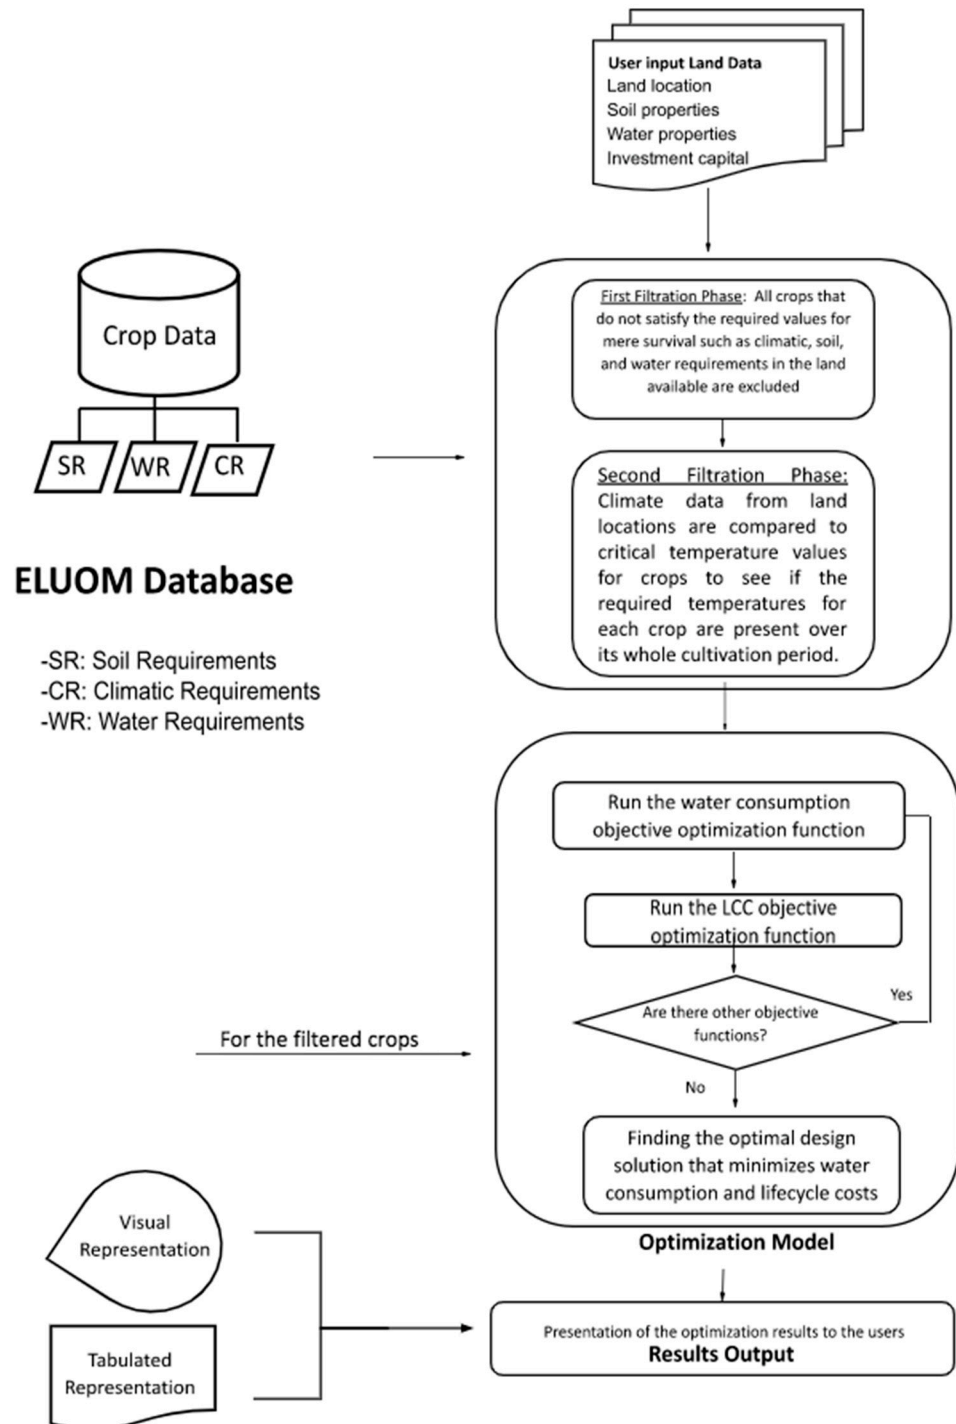 User input Land Data
Land location
Soil properties
Water properties
Investment capital
First Filtration Phase: All crops that
do not satisfy the required values for
mere survival such as climatic, soil,
and water requirements in the land
available are excluded
Crop Data
SR
WR
CR
Second Filtration Phase:
Climate data from land
locations are compared to
critical temperature values
for crops to see if the
required temperatures for
each crop are present over
its whole cultivation period.
ELUOM Database
-SR: Soil Requirements
-CR: Climatic Requirements
-WR: Water Requirements
Run the water consumption
objective optimization function
Run the LCC objective
optimization function
Are there other objective
functions?
Yes
No
For the filtered crops
Finding the optimal design
solution that minimizes water
consumption and lifecycle costs
Optimization Model
Visual
Representation
Tabulated
Representation
Presentation of the optimization results to the users
Results Output